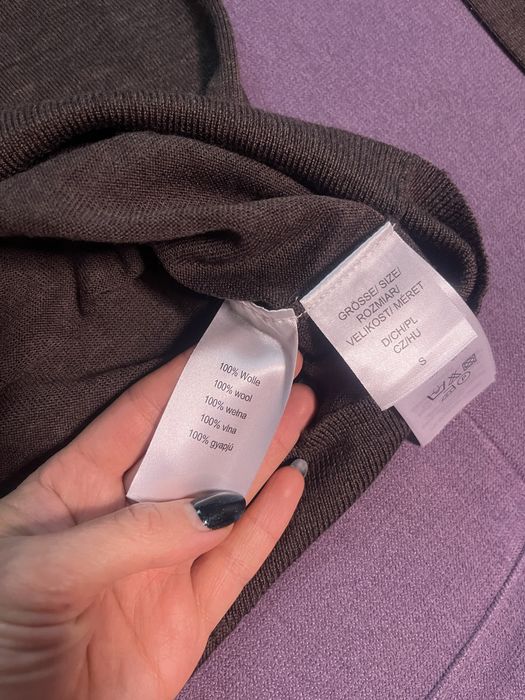 100% Wolle
100% wool
100% wełna
100% vlna
100% gyapjú
GRÖSSE/ SIZE/
ROZMIAR/
VELIKOST/ MÉRET
D/CH/PL
CZ/HU
S